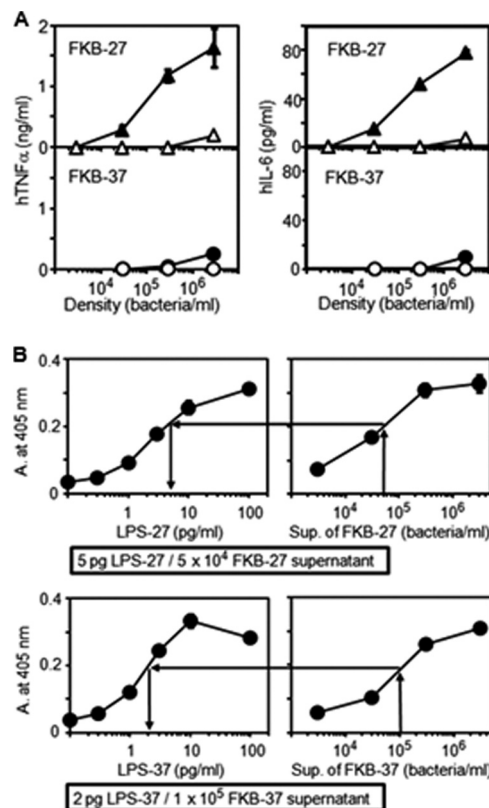 A
hTNFα (ng/ml)
2
1
0
FKB-27
2
1
0
FKB-37
10⁴ 10⁵ 10⁶
Density (bacteria/ml)
hIL-6 (pg/ml)
80
40
0
FKB-27
80
40
0
FKB-37
10⁴ 10⁵ 10⁶
Density (bacteria/ml)
B
A. at 405 nm
0.4
0.2
0
1 10 100
LPS-27 (pg/ml)
10⁴ 10⁵ 10⁶
Sup. of FKB-27 (bacteria/ml)
5 pg LPS-27 / 5 x 10⁴ FKB-27 supernatant
A. at 405 nm
0.4
0.2
0
1 10 100
LPS-37 (pg/ml)
10⁴ 10⁵ 10⁶
Sup. of FKB-37 (bacteria/ml)
2 pg LPS-37 / 1 x 10⁵ FKB-37 supernatant